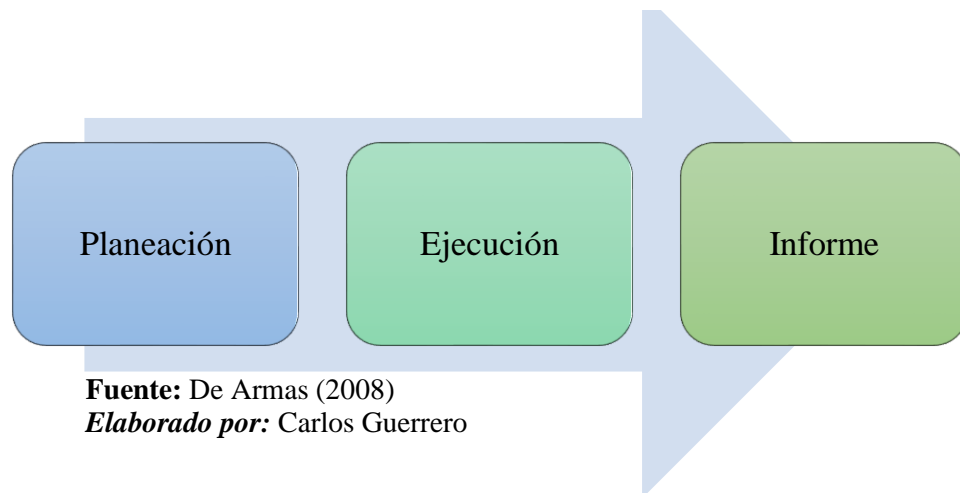 Planeación
Ejecución
Informe
Fuente: De Armas (2008)
Elaborado por: Carlos Guerrero